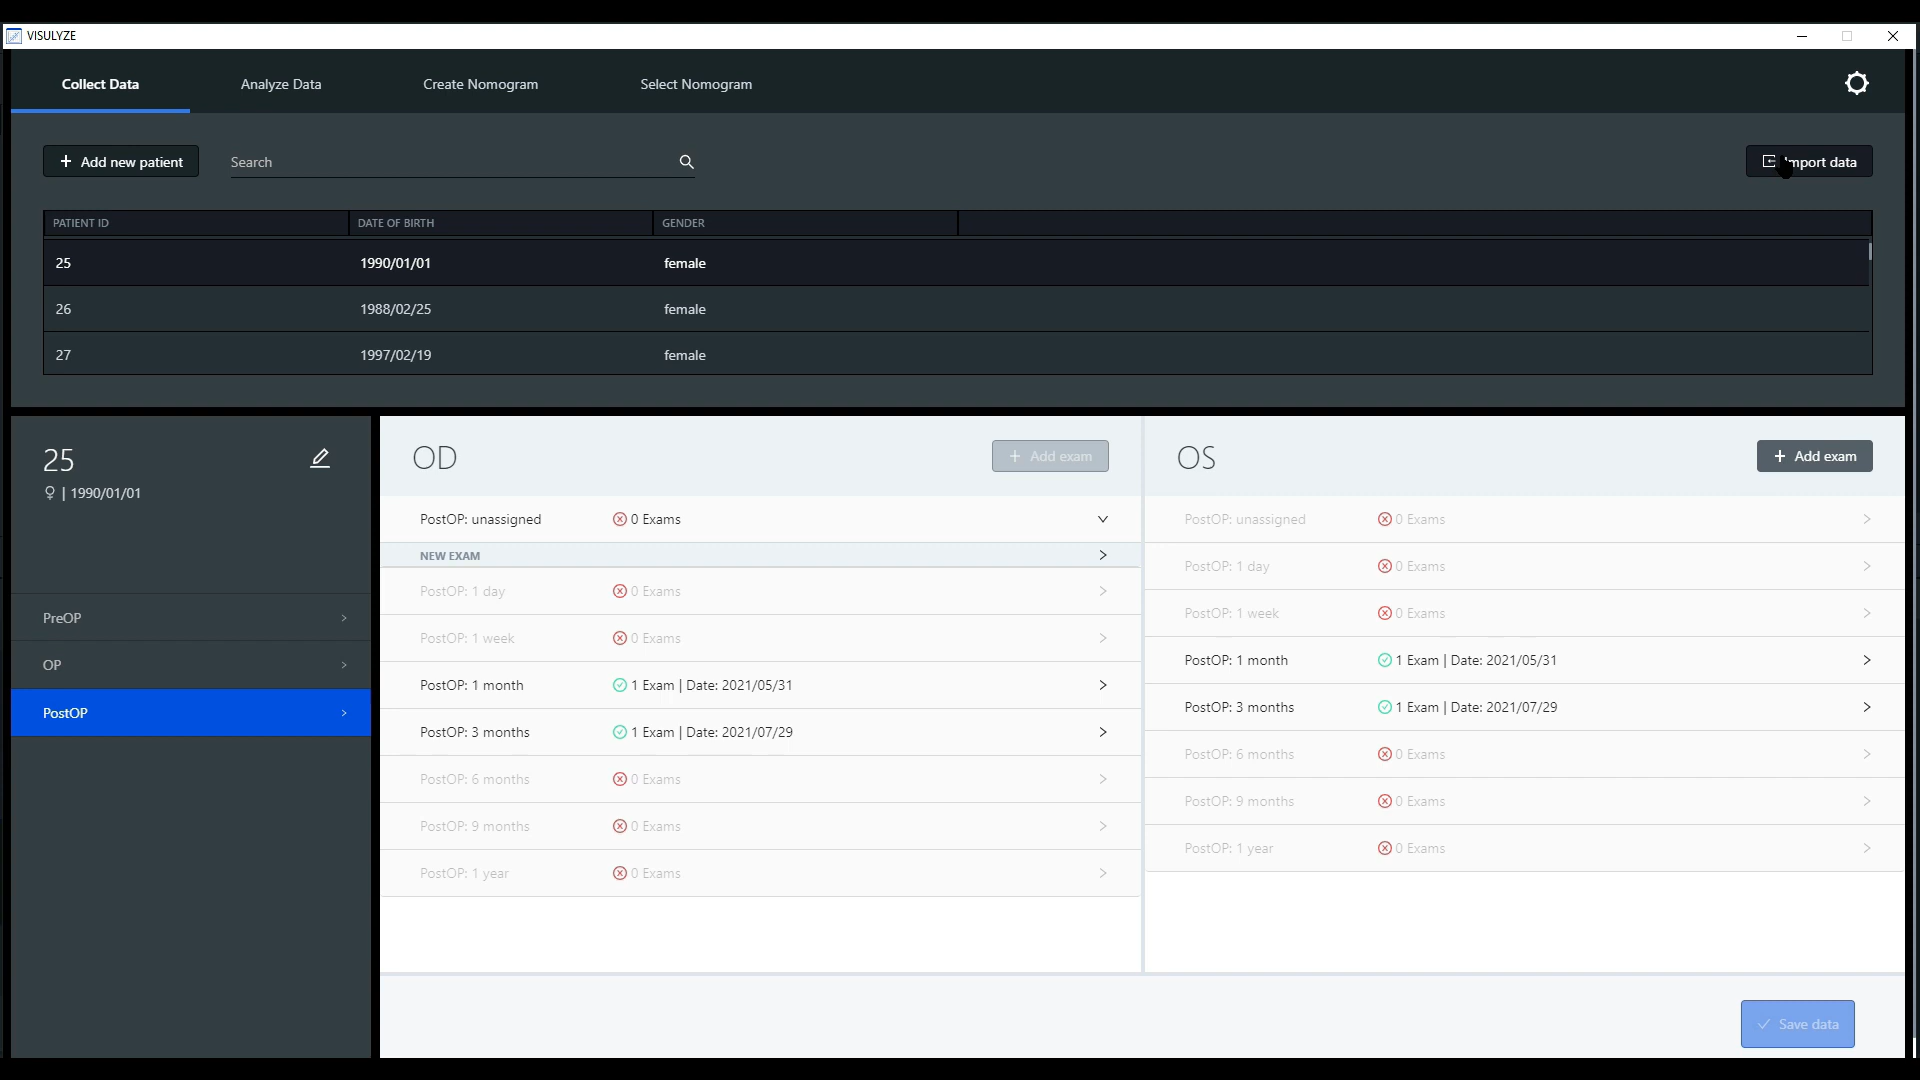 VISULYZE
Collect Data Analyze Data Create Nomogram Select Nomogram
+ Add new patient Search Import data
PATIENT ID DATE OF BIRTH GENDER
25 1990/01/01 female
26 1988/02/25 female
27 1997/02/19 female
25
♀ | 1990/01/01
PreOP
OP
PostOP
OD + Add exam
PostOP: unassigned 0 Exams
NEW EXAM
PostOP: 1 day 0 Exams
PostOP: 1 week 0 Exams
PostOP: 1 month 1 Exam | Date: 2021/05/31
PostOP: 3 months 1 Exam | Date: 2021/07/29
PostOP: 6 months 0 Exams
PostOP: 9 months 0 Exams
PostOP: 1 year 0 Exams
OS + Add exam
PostOP: unassigned 0 Exams
PostOP: 1 day 0 Exams
PostOP: 1 week 0 Exams
PostOP: 1 month 1 Exam | Date: 2021/05/31
PostOP: 3 months 1 Exam | Date: 2021/07/29
PostOP: 6 months 0 Exams
PostOP: 9 months 0 Exams
PostOP: 1 year 0 Exams
Save data